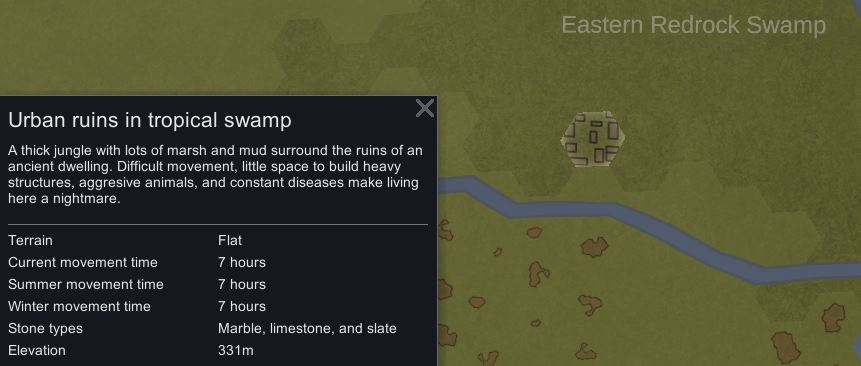 Eastern Redrock Swamp
Urban ruins in tropical swamp
A thick jungle with lots of marsh and mud surround the ruins of an
ancient dwelling. Difficult movement, little space to build heavy
structures, aggresive animals, and constant diseases make living
here a nightmare.
Terrain Flat
Current movement time 7 hours
Summer movement time 7 hours
Winter movement time 7 hours
Stone types Marble, limestone, and slate
Elevation 331m